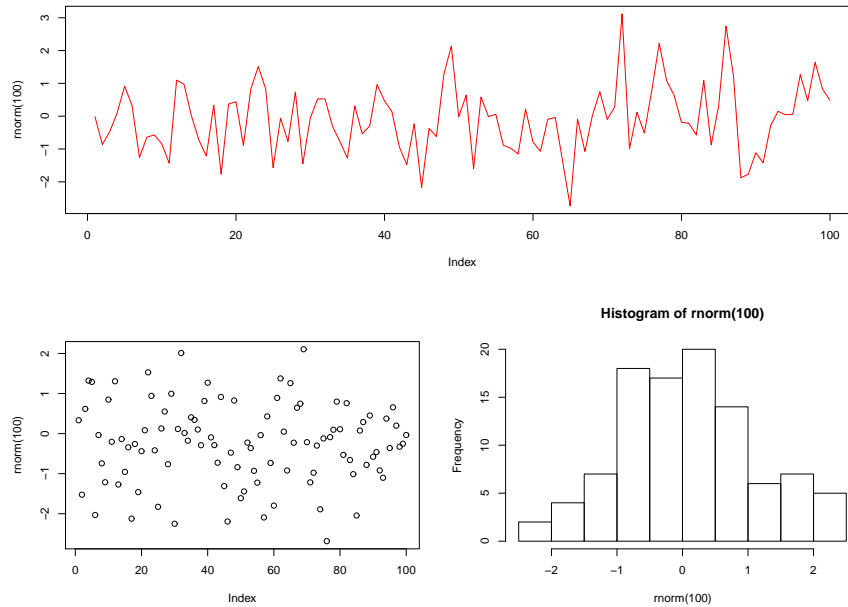 rnorm(100)
3
2
1
0
−1
−2
0 20 40 60 80 100
Index
rnorm(100)
2
1
0
−1
−2
0 20 40 60 80 100
Index
Histogram of rnorm(100)
Frequency
20
15
10
5
0
−2 −1 0 1 2
rnorm(100)